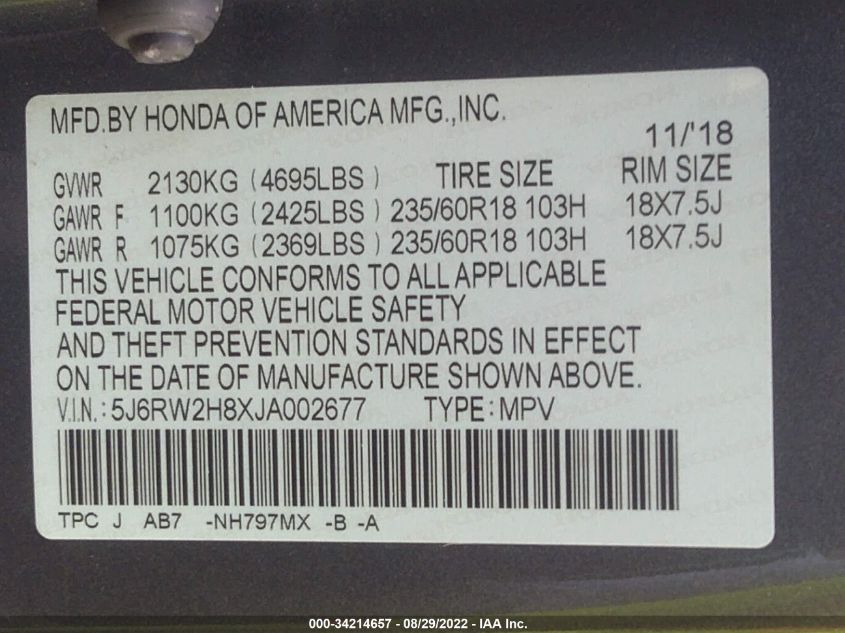 MFD.BY HONDA OF AMERICA MFG.,INC.
11/'18
GVWR 2130KG (4695LBS) TIRE SIZE RIM SIZE
GAWR F 1100KG (2425LBS) 235/60R18 103H 18X7.5J
GAWR R 1075KG (2369LBS) 235/60R18 103H 18X7.5J
THIS VEHICLE CONFORMS TO ALL APPLICABLE
FEDERAL MOTOR VEHICLE SAFETY
AND THEFT PREVENTION STANDARDS IN EFFECT
ON THE DATE OF MANUFACTURE SHOWN ABOVE.
V.I.N.: 5J6RW2H8XJA002677 TYPE: MPV
TPC J AB7 -NH797MX -B -A
000-34214657 - 08/29/2022 - IAA Inc.